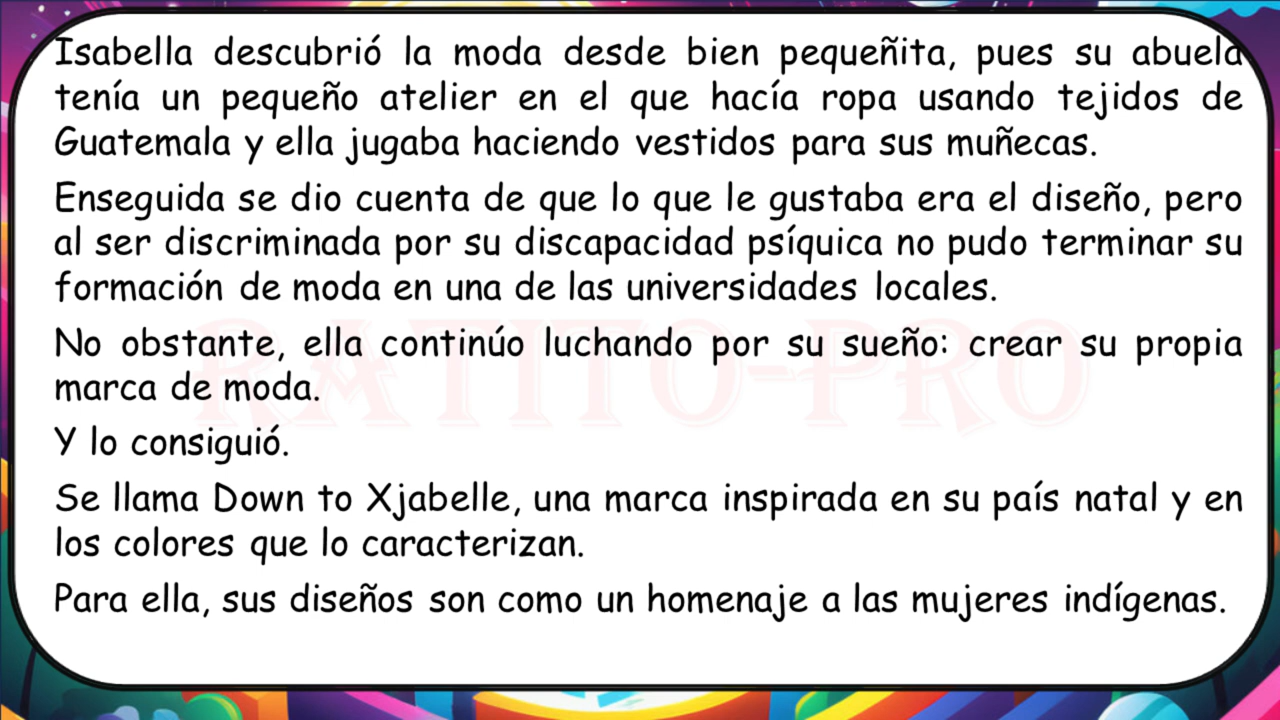 Isabella descubrió la moda desde bien pequeñita, pues su abuela
tenía un pequeño atelier en el que hacía ropa usando tejidos de
Guatemala y ella jugaba haciendo vestidos para sus muñecas.
Enseguida se dio cuenta de que lo que le gustaba era el diseño, pero
al ser discriminada por su discapacidad psíquica no pudo terminar su
formación de moda en una de las universidades locales.
No obstante, ella continúo luchando por su sueño: crear su propia
marca de moda.
RATITO-PRO
Y lo consiguió.
Se llama Down to Xjabelle, una marca inspirada en su país natal y en
los colores que lo caracterizan.
Para ella, sus diseños son como un homenaje a las mujeres indígenas.